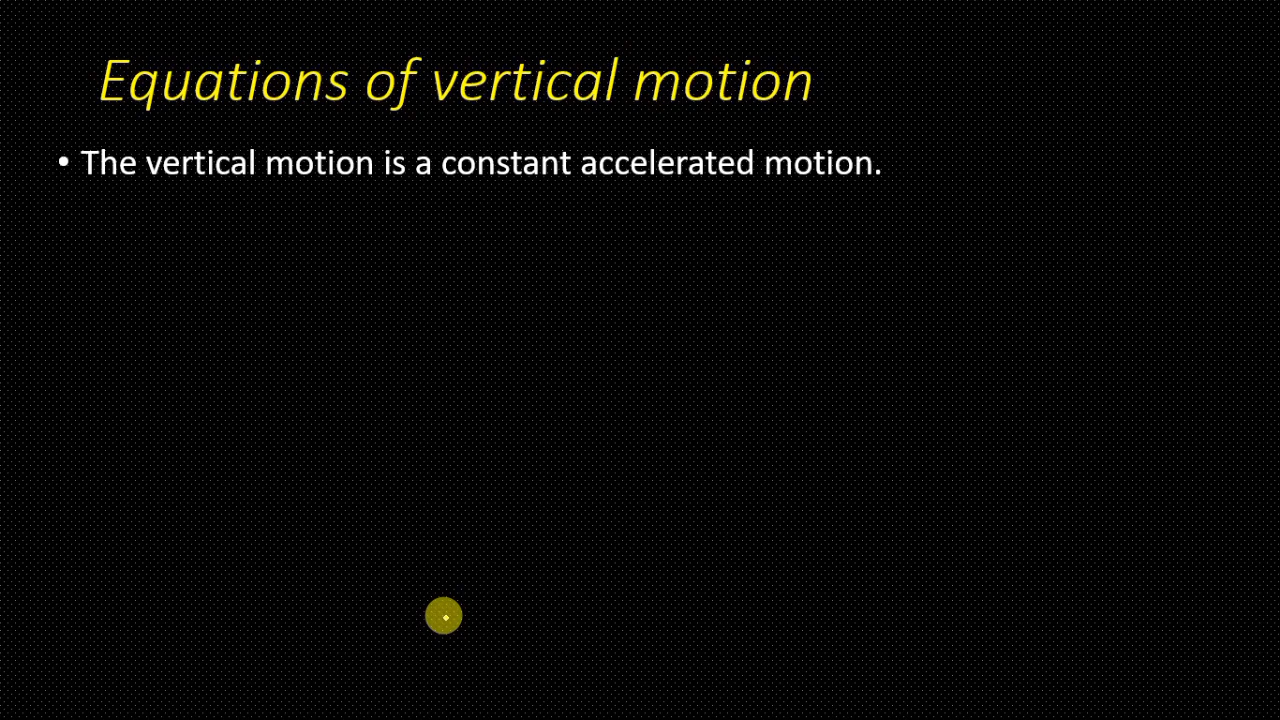 Equations of vertical motion
• The vertical motion is a constant accelerated motion.